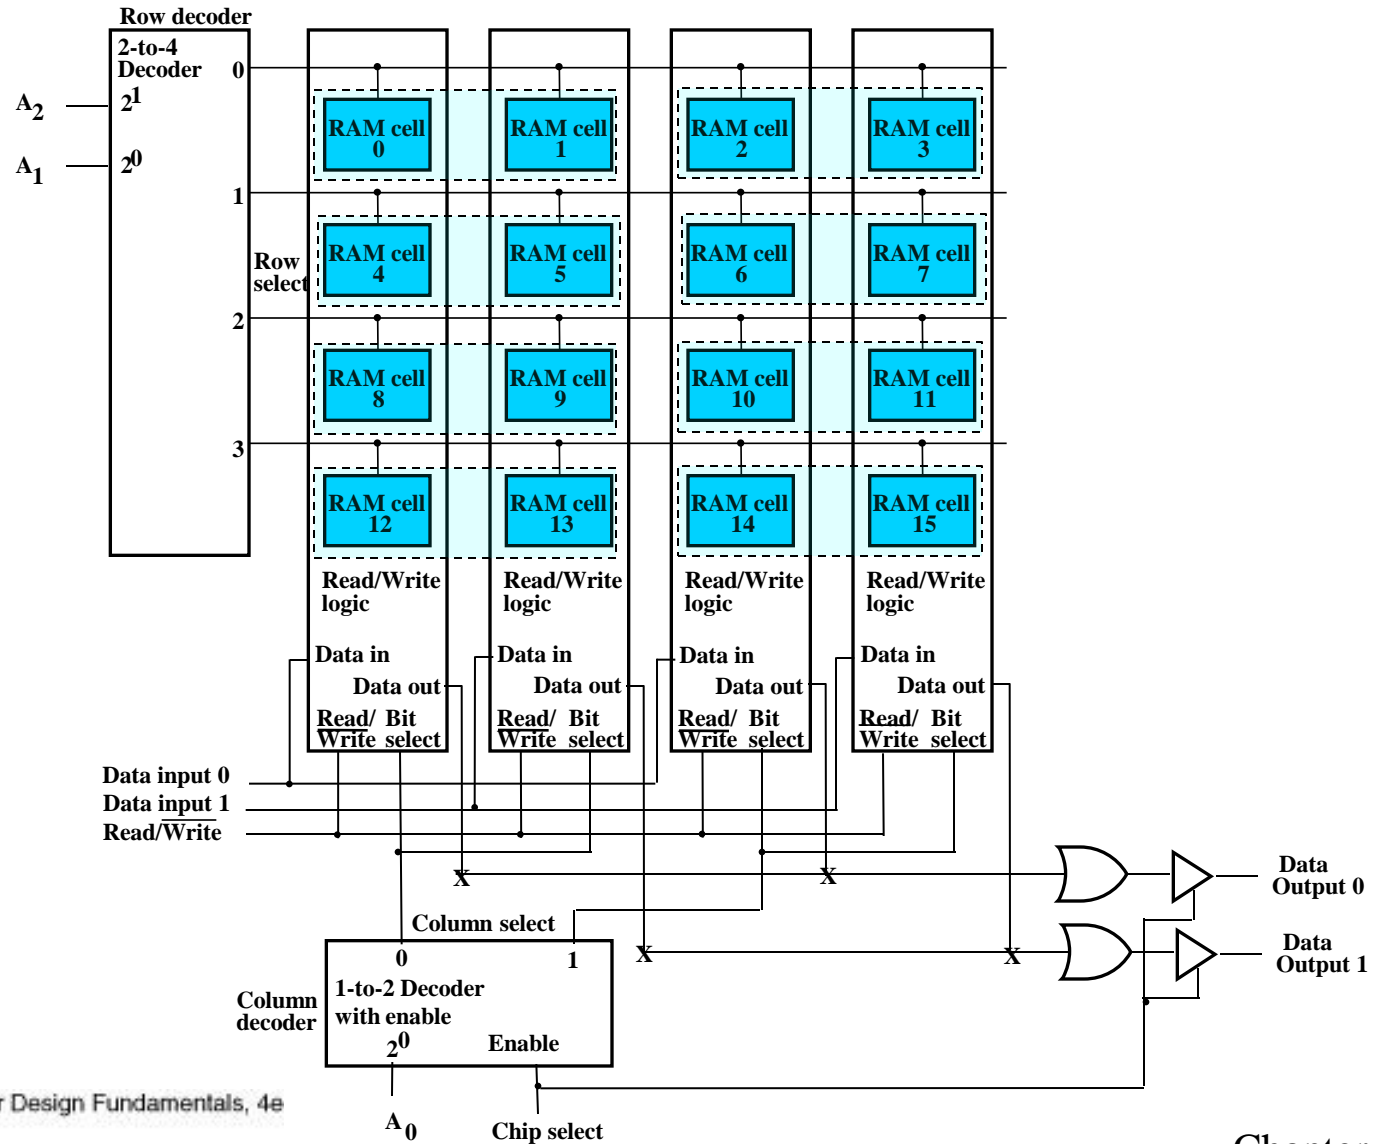 Row decoder
2-to-4
Decoder
0
A2
2^1
A1
2^0
RAM cell
0
RAM cell
1
RAM cell
2
RAM cell
3
1
RAM cell
4
RAM cell
5
RAM cell
6
RAM cell
7
Row
select
2
RAM cell
8
RAM cell
9
RAM cell
10
RAM cell
11
3
RAM cell
12
RAM cell
13
RAM cell
14
RAM cell
15
Read/Write
logic
Read/Write
logic
Read/Write
logic
Read/Write
logic
Data in
Data in
Data in
Data in
Data out
Data out
Data out
Data out
Read/
Write
Bit
select
Read/
Write
Bit
select
Read/
Write
Bit
select
Read/
Write
Bit
select
Data input 0
Data input 1
Read/Write
X
X
Data
Output 0
Column select
X
X
Data
Output 1
0
1
Column
decoder
1-to-2 Decoder
with enable
2^0
Enable
A0
Chip select
r Design Fundamentals, 4e